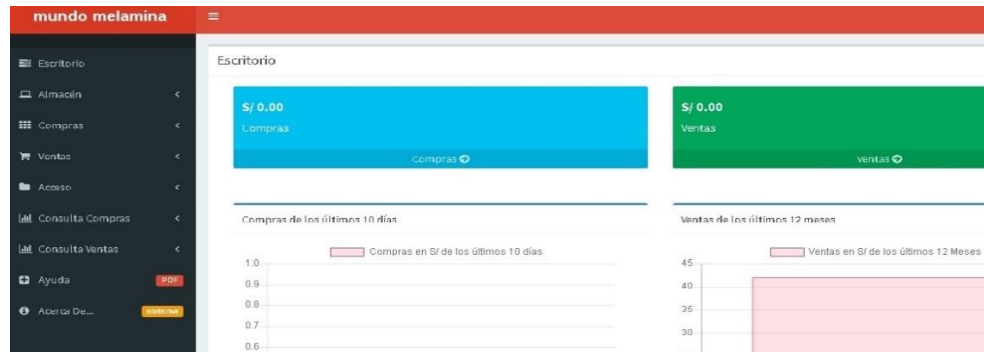 mundo melamina
Escritorio
Almacén
Compras
Ventas
Acceso
Consulta Compras
Consulta Ventas
Ayuda PDF
Acerca De... sistema
Escritorio
S/ 0.00
Compras
Compras
S/ 0.00
Ventas
Ventas
Compras de los últimos 10 días
Compras en S/ de los últimos 10 días
1.0
0.9
0.8
0.7
0.6
Ventas de los últimos 12 meses
Ventas en S/ de los últimos 12 Meses
45
40
35
30